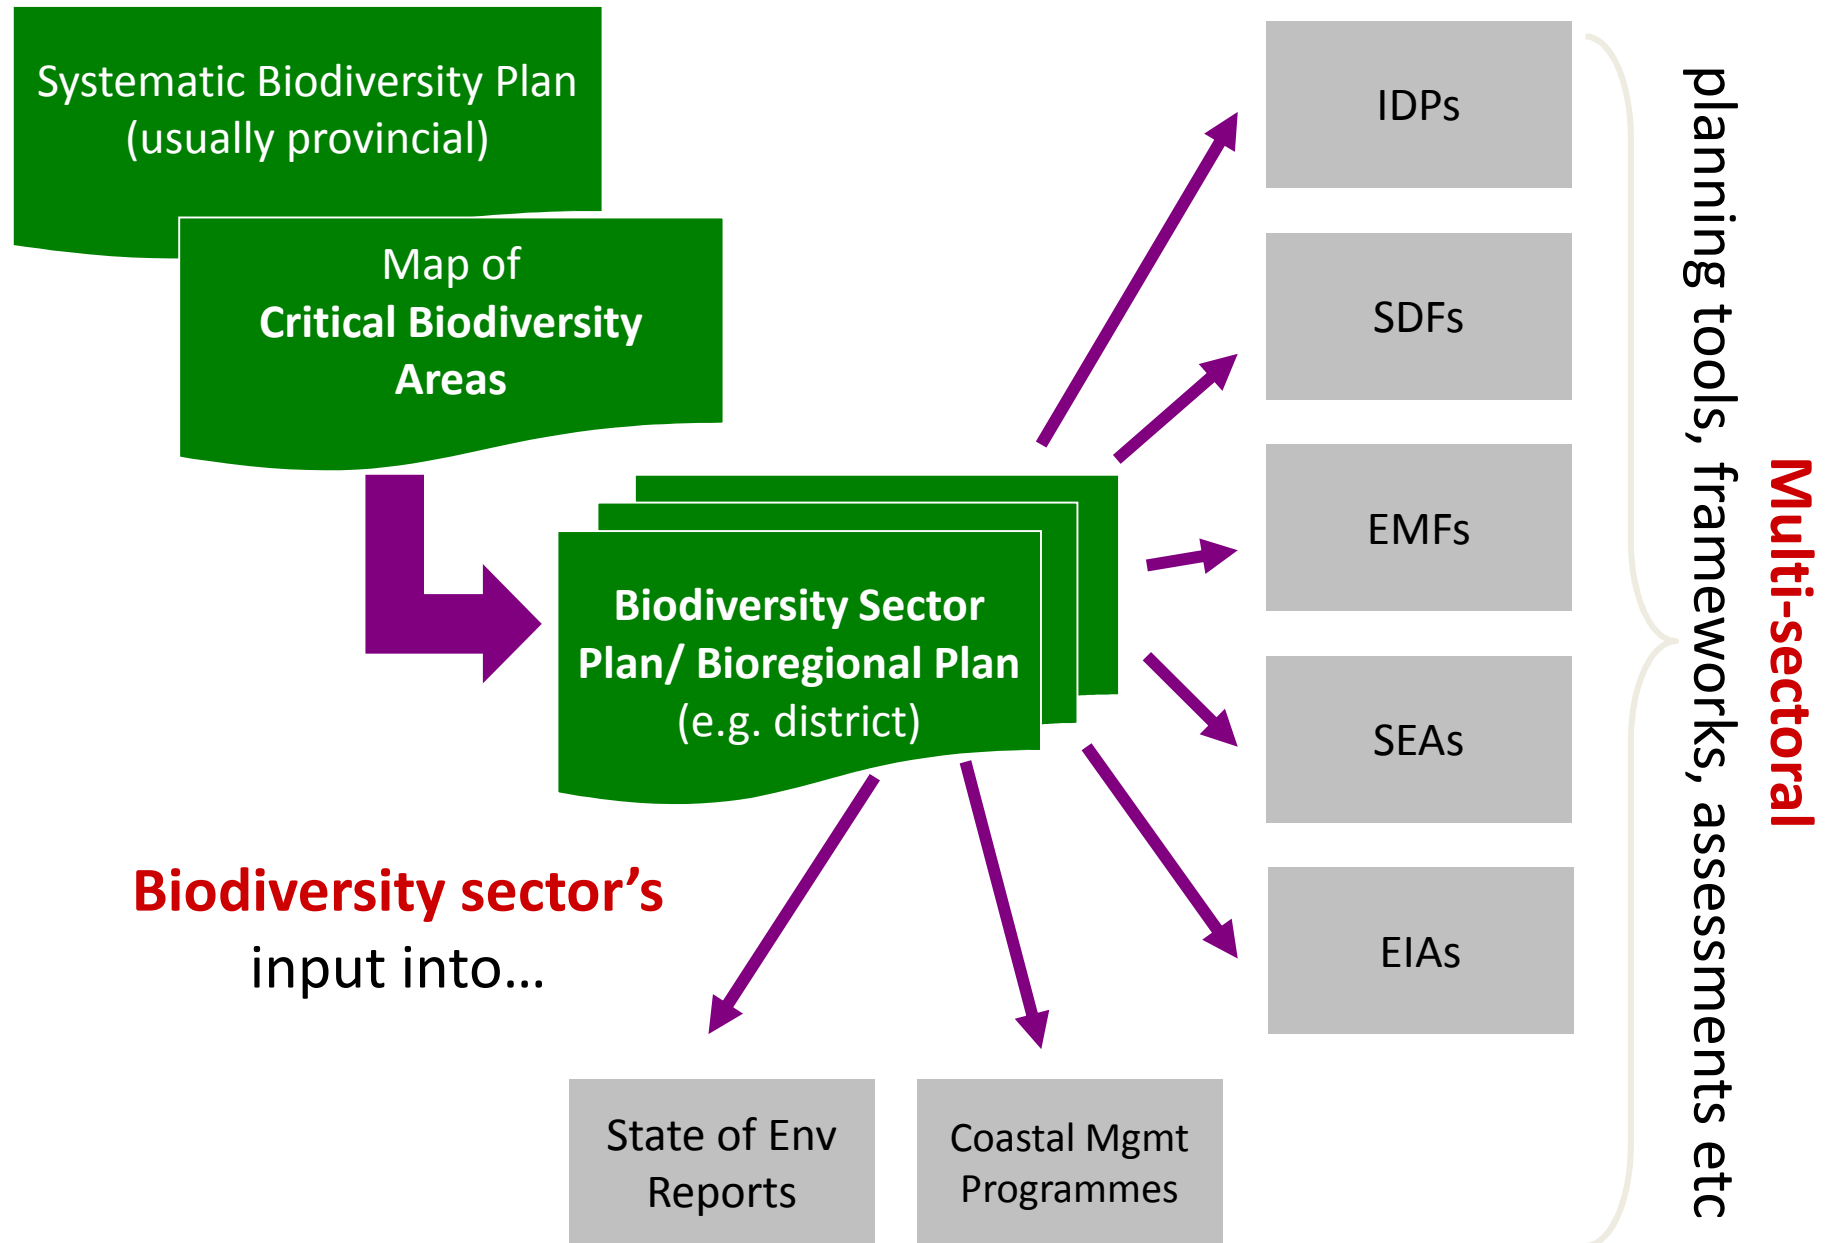 Systematic Biodiversity Plan
(usually provincial)
Map of
Critical Biodiversity
Areas
Biodiversity Sector
Plan/ Bioregional Plan
(e.g. district)
Biodiversity sector’s
input into…
IDPs
SDFs
EMFs
SEAs
EIAs
State of Env
Reports
Coastal Mgmt
Programmes
Multi-sectoral
planning tools, frameworks, assessments etc